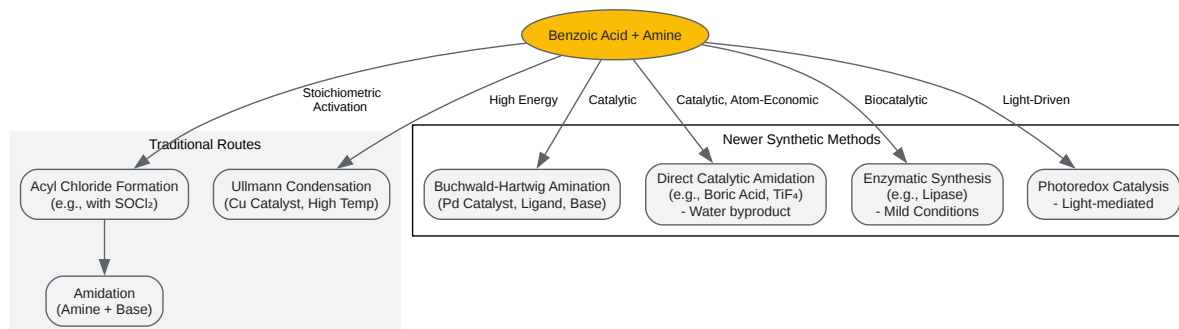 Benzoic Acid + Amine
Stoichiometric
Activation
High Energy
Catalytic
Catalytic, Atom-Economic
Biocatalytic
Light-Driven
Traditional Routes
Newer Synthetic Methods
Acyl Chloride Formation
(e.g., with SOCl₂)
Ullmann Condensation
(Cu Catalyst, High Temp)
Buchwald-Hartwig Amination
(Pd Catalyst, Ligand, Base)
Direct Catalytic Amidation
(e.g., Boric Acid, TiF₄)
- Water byproduct
Enzymatic Synthesis
(e.g., Lipase)
- Mild Conditions
Photoredox Catalysis
- Light-mediated
Amidation
(Amine + Base)